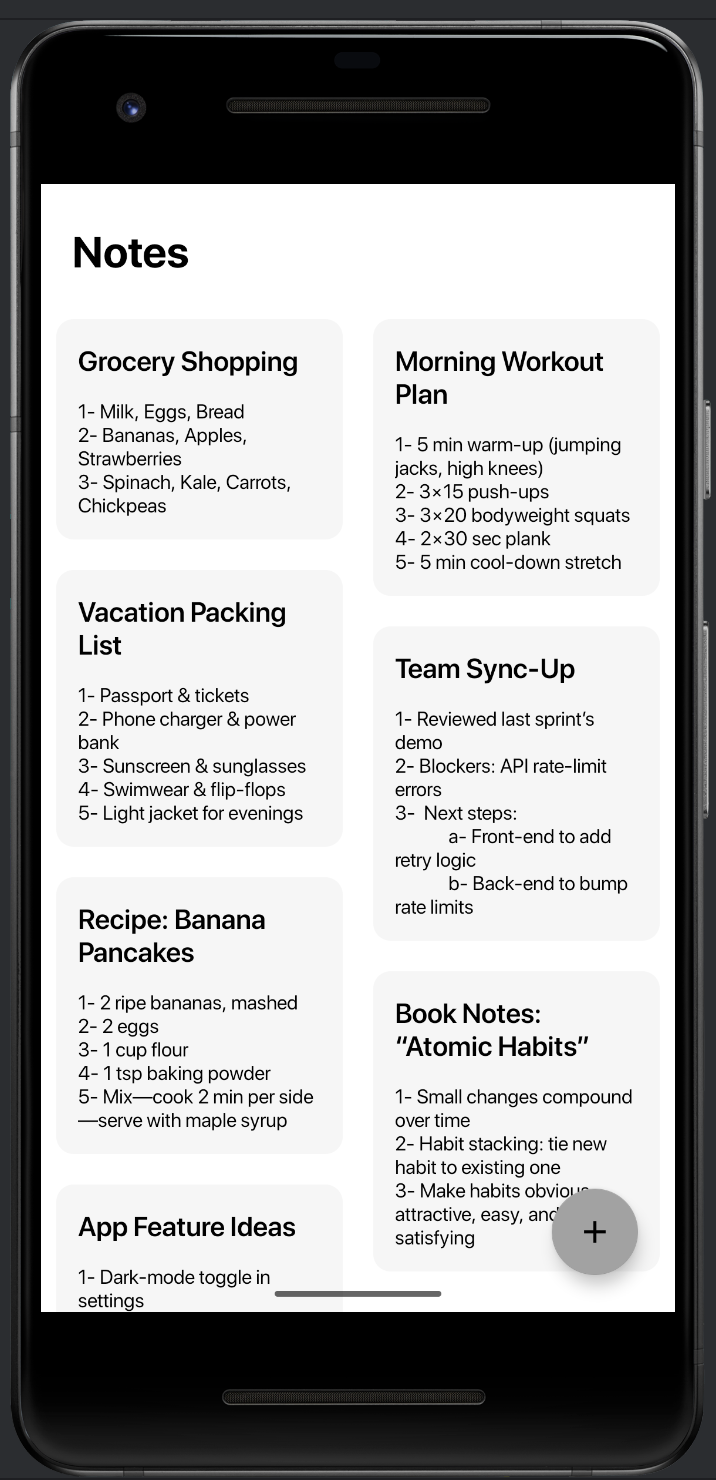 Notes
Grocery Shopping
1- Milk, Eggs, Bread
2- Bananas, Apples,
Strawberries
3- Spinach, Kale, Carrots,
Chickpeas
Vacation Packing
List
1- Passport & tickets
2- Phone charger & power
bank
3- Sunscreen & sunglasses
4- Swimwear & flip-flops
5- Light jacket for evenings
Recipe: Banana
Pancakes
1- 2 ripe bananas, mashed
2- 2 eggs
3- 1 cup flour
4- 1 tsp baking powder
5- Mix—cook 2 min per side
—serve with maple syrup
App Feature Ideas
1- Dark-mode toggle in
settings
Morning Workout
Plan
1- 5 min warm-up (jumping
jacks, high knees)
2- 3×15 push-ups
3- 3×20 bodyweight squats
4- 2×30 sec plank
5- 5 min cool-down stretch
Team Sync-Up
1- Reviewed last sprint’s
demo
2- Blockers: API rate-limit
errors
3-  Next steps:
a- Front-end to add
retry logic
b- Back-end to bump
rate limits
Book Notes:
“Atomic Habits”
1- Small changes compound
over time
2- Habit stacking: tie new
habit to existing one
3- Make habits obvious
attractive, easy, and
satisfying
+